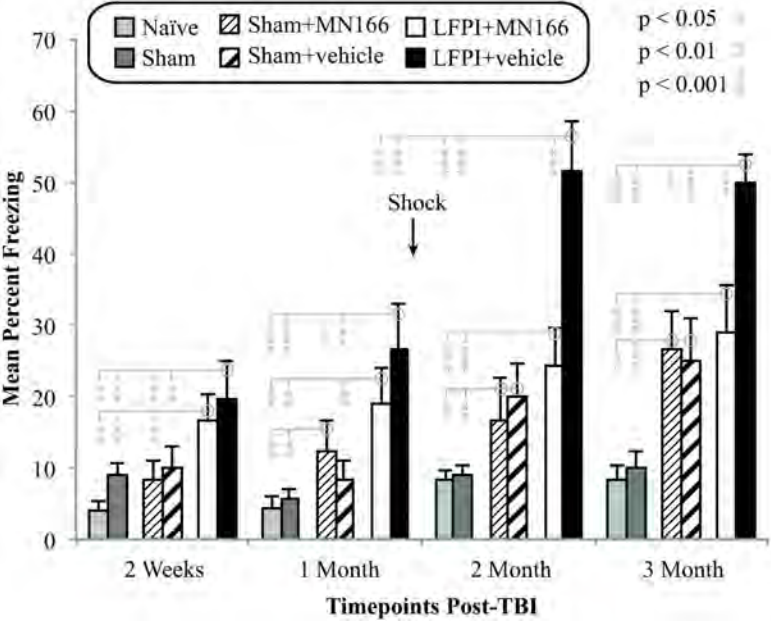 Naïve
Sham+MN166
LFPI+MN166
Sham
Sham+vehicle
LFPI+vehicle
p < 0.05
p < 0.01
p < 0.001
70
60
50
40
30
20
10
0
Mean Percent Freezing
Shock
2 Weeks
1 Month
2 Month
3 Month
Timepoints Post-TBI